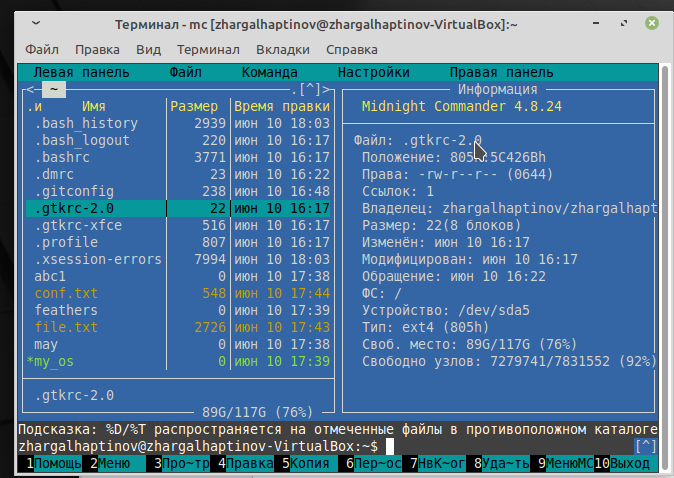 Терминал - mc [zhargalhaptinov@zhargalhaptinov-VirtualBox]:~
Файл Правка Вид Терминал Вкладки Справка
Левая панель Файл Команда Настройки Правая панель
<─ ~ .[^]>
.и Имя Размер Время правки
.bash_history 2939 июн 10 18:03
.bash_logout 220 июн 10 16:17
.bashrc 3771 июн 10 16:17
.dmrc 23 июн 10 16:22
.gitconfig 238 июн 10 16:48
.gtkrc-2.0 22 июн 10 16:17
.gtkrc-xfce 516 июн 10 16:17
.profile 807 июн 10 16:17
.xsession-errors 7994 июн 10 18:03
abc1 0 июн 10 17:38
conf.txt 548 июн 10 17:44
feathers 0 июн 10 17:39
file.txt 2726 июн 10 17:43
may 0 июн 10 17:38
*my_os 0 июн 10 17:39
.gtkrc-2.0
89G/117G (76%)
Информация
Midnight Commander 4.8.24
Файл: .gtkrc-2.0
Положение: 805 5C426Bh
Права: -rw-r--r-- (0644)
Ссылок: 1
Владелец: zhargalhaptinov/zhargalhapt
Размер: 22(8 блоков)
Изменён: июн 10 16:17
Модифицирован: июн 10 16:17
Обращение: июн 10 16:22
ФС: /
Устройство: /dev/sda5
Тип: ext4 (805h)
Своб. место: 89G/117G (76%)
Свободно узлов: 7279741/7831552 (92%)
Подсказка: %D/%T распространяется на отмеченные файлы в противоположном каталоге
zhargalhaptinov@zhargalhaptinov-VirtualBox:~$ [^]
1Помощь 2Меню 3Про~тр 4Правка 5Копия 6Пер~ос 7НвК~ог 8Уда~ть 9МенюMC 10Выход